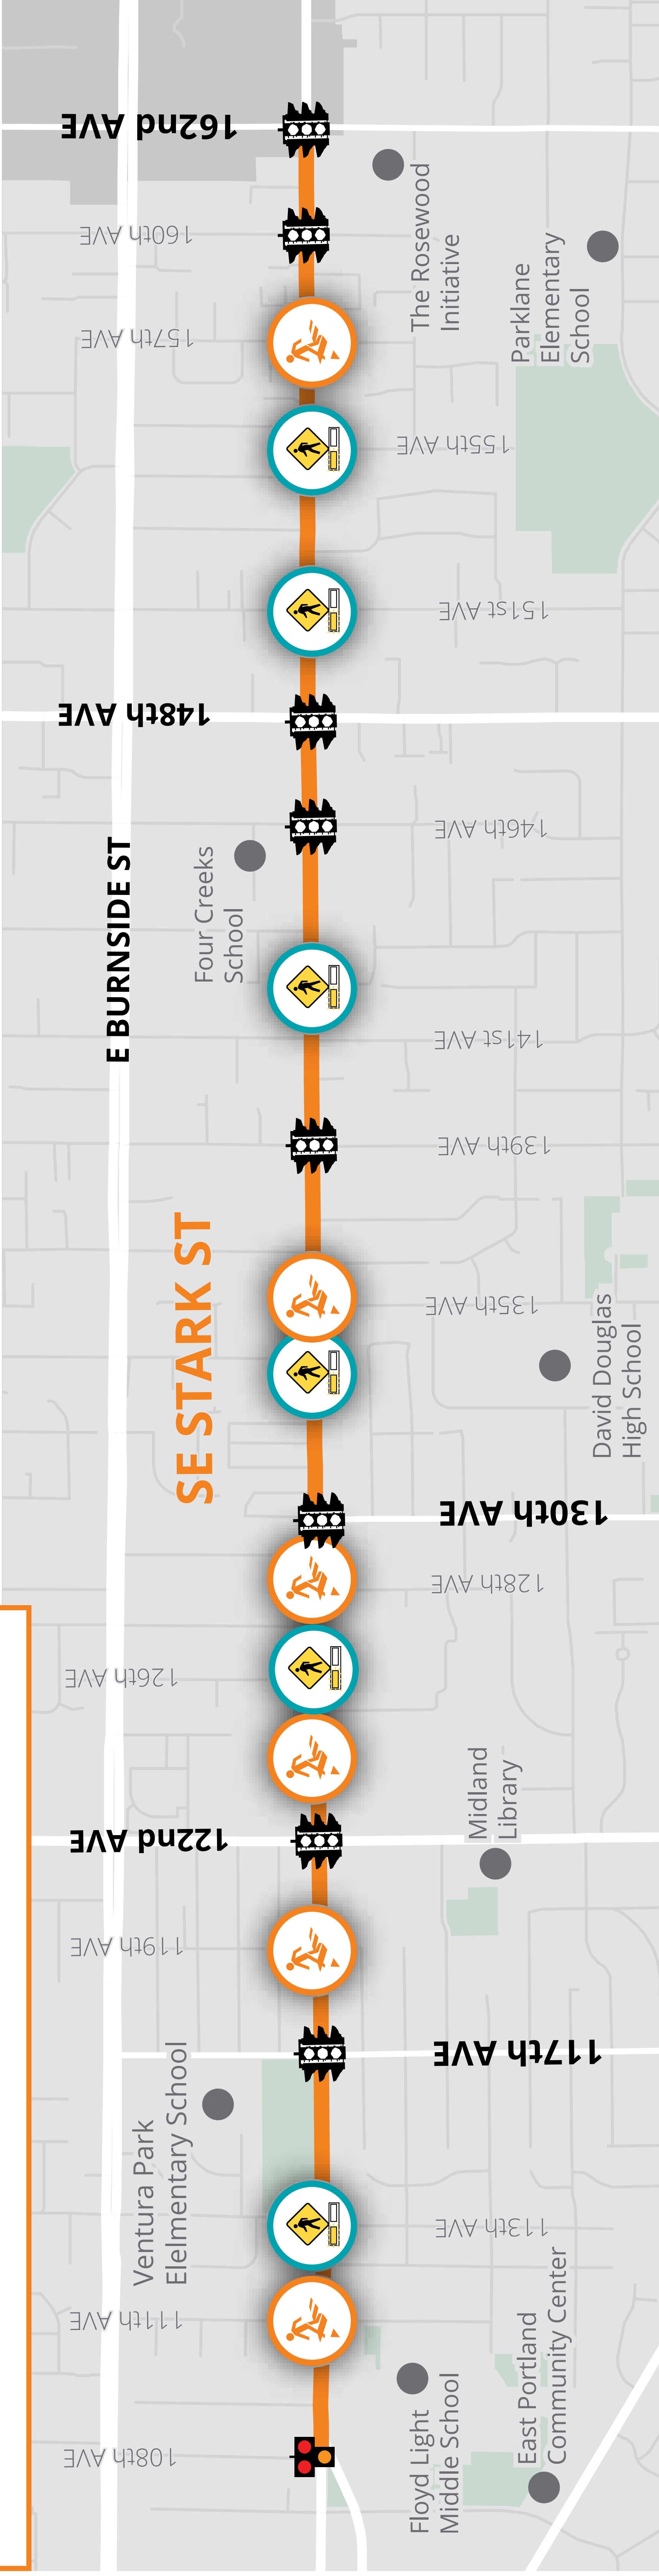 162nd AVE
160th AVE
The Rosewood
Initiative
Parklane
Elementary
School
157th AVE
155th AVE
151st AVE
148th AVE
146th AVE
E BURNSIDE ST
Four Creeks
School
141st AVE
139th AVE
SE STARK ST
135th AVE
David Douglas
High School
130th AVE
128th AVE
126th AVE
122nd AVE
Midland
Library
119th AVE
117th AVE
Ventura Park
Elelmentary School
113th AVE
111th AVE
East Portland
Community Center
Floyd Light
Middle School
108th AVE